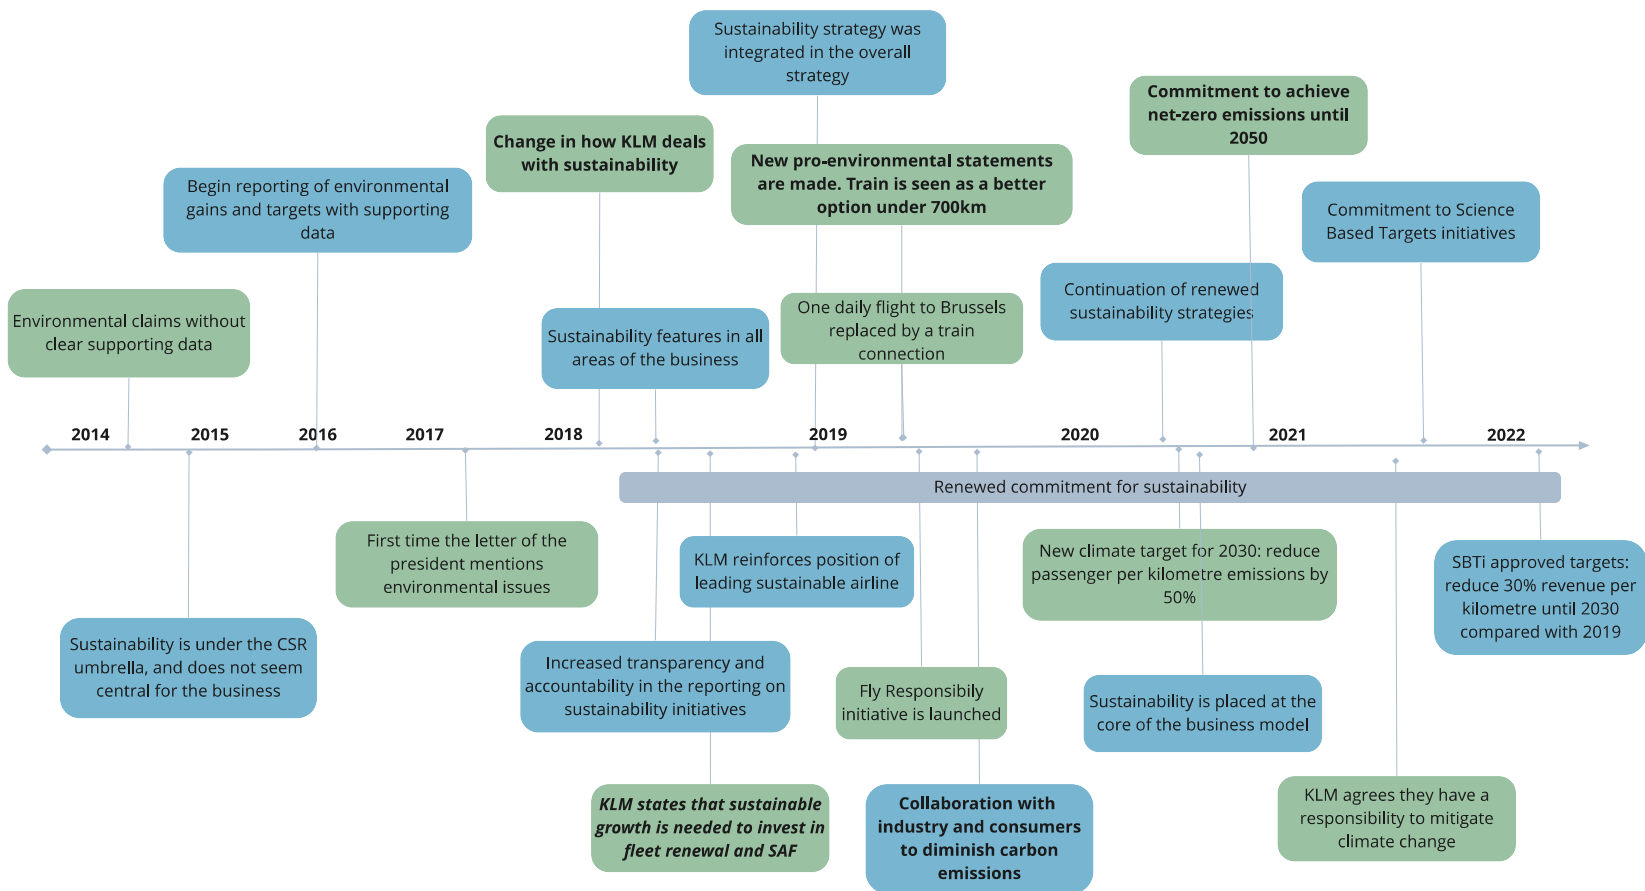 Sustainability strategy was
integrated in the overall
strategy
Commitment to achieve
net-zero emissions until
2050
Change in how KLM deals
with sustainability
New pro-environmental statements
are made. Train is seen as a better
option under 700km
Begin reporting of environmental
gains and targets with supporting
data
Commitment to Science
Based Targets initiatives
Environmental claims without
clear supporting data
Sustainability features in all
areas of the business
One daily flight to Brussels
replaced by a train
connection
Continuation of renewed
sustainability strategies
2014
2015
2016
2017
2018
2019
2020
2021
2022
Renewed commitment for sustainability
First time the letter of the
president mentions
environmental issues
KLM reinforces position of
leading sustainable airline
New climate target for 2030: reduce
passenger per kilometre emissions by
50%
SBTi approved targets:
reduce 30% revenue per
kilometre until 2030
compared with 2019
Sustainability is under the CSR
umbrella, and does not seem
central for the business
Increased transparency and
accountability in the reporting on
sustainability initiatives
Fly Responsibily
initiative is launched
Sustainability is placed at the
core of the business model
KLM states that sustainable
growth is needed to invest in
fleet renewal and SAF
Collaboration with
industry and consumers
to diminish carbon
emissions
KLM agrees they have a
responsibility to mitigate
climate change